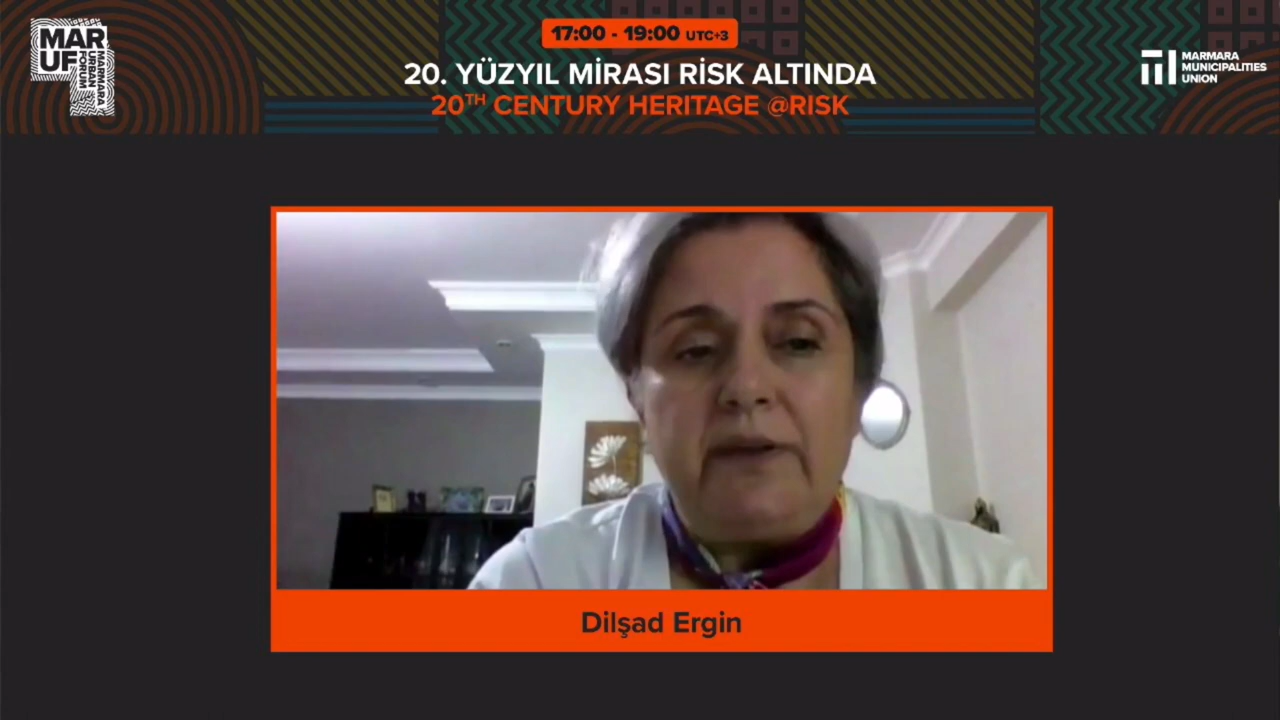 MAR
UF
MARMARA
URBAN
FORUM
17:00 - 19:00 UTC+3
20. YÜZYIL MİRASI RİSK ALTINDA
20TH CENTURY HERITAGE @RISK
MARMARA
MUNICIPALITIES
UNION
Dilşad Ergin